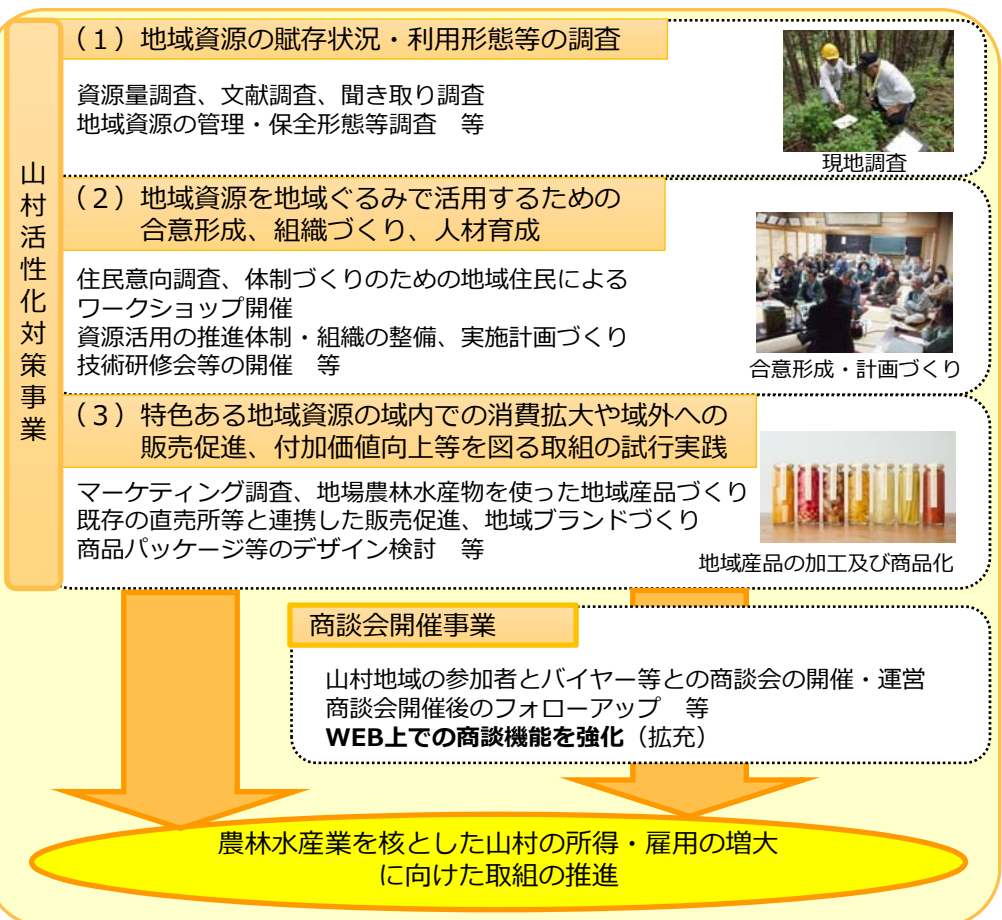 山村活性化対策事業
（１）地域資源の賦存状況・利用形態等の調査
資源量調査、文献調査、聞き取り調査
地域資源の管理・保全形態等調査　等
現地調査
（２）地域資源を地域ぐるみで活用するための
合意形成、組織づくり、人材育成
住民意向調査、体制づくりのための地域住民による
ワークショップ開催
資源活用の推進体制・組織の整備、実施計画づくり
技術研修会等の開催　等
合意形成・計画づくり
（３）特色ある地域資源の域内での消費拡大や域外への
販売促進、付加価値向上等を図る取組の試行実践
マーケティング調査、地場農林水産物を使った地域産品づくり
既存の直売所等と連携した販売促進、地域ブランドづくり
商品パッケージ等のデザイン検討　等
地域産品の加工及び商品化
商談会開催事業
山村地域の参加者とバイヤー等との商談会の開催・運営
商談会開催後のフォローアップ　等
WEB上での商談機能を強化（拡充）
農林水産業を核とした山村の所得・雇用の増大
に向けた取組の推進